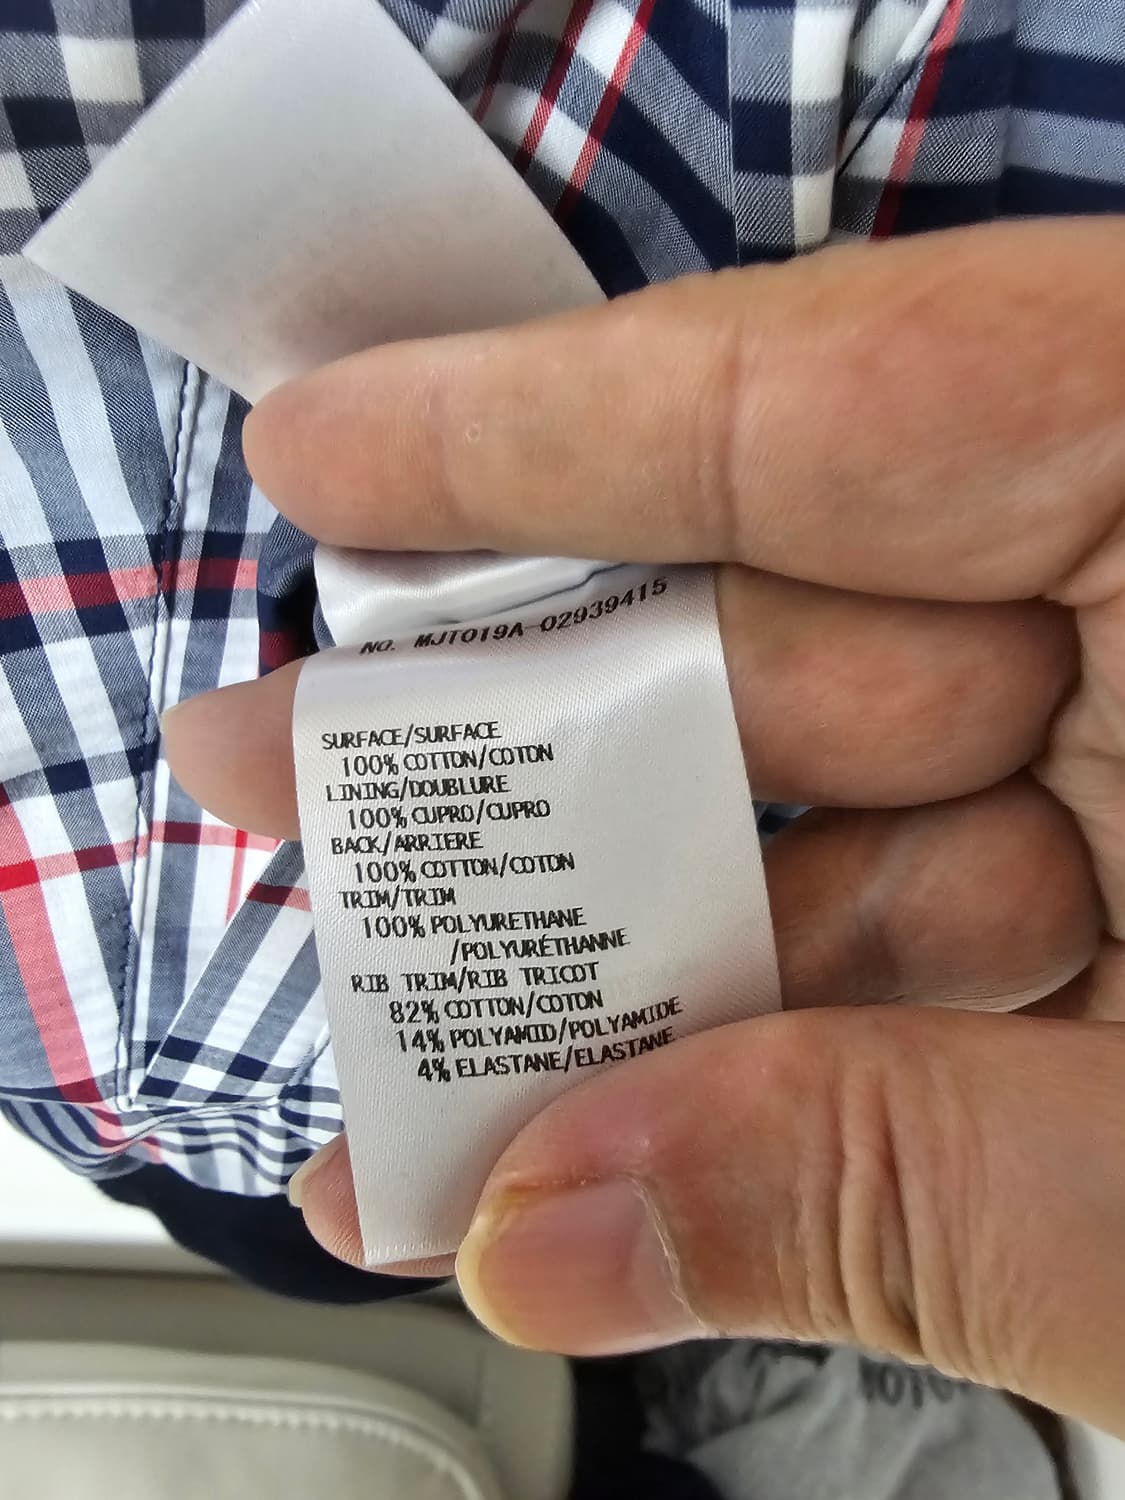 NO. MJT019A-02939415
SURFACE/SURFACE
100% COTTON/COTON
LINING/DOUBLURE
100% CUPRO/CUPRO
BACK/ARRIERE
100% COTTON/COTON
TRIM/TRIM
100% POLYURETHANE
/POLYURÉTHANNE
RIB TRIM/RIB TRICOT
82% COTTON/COTON
14% POLYAMID/POLYAMIDE
4% ELASTANE/ELASTANE